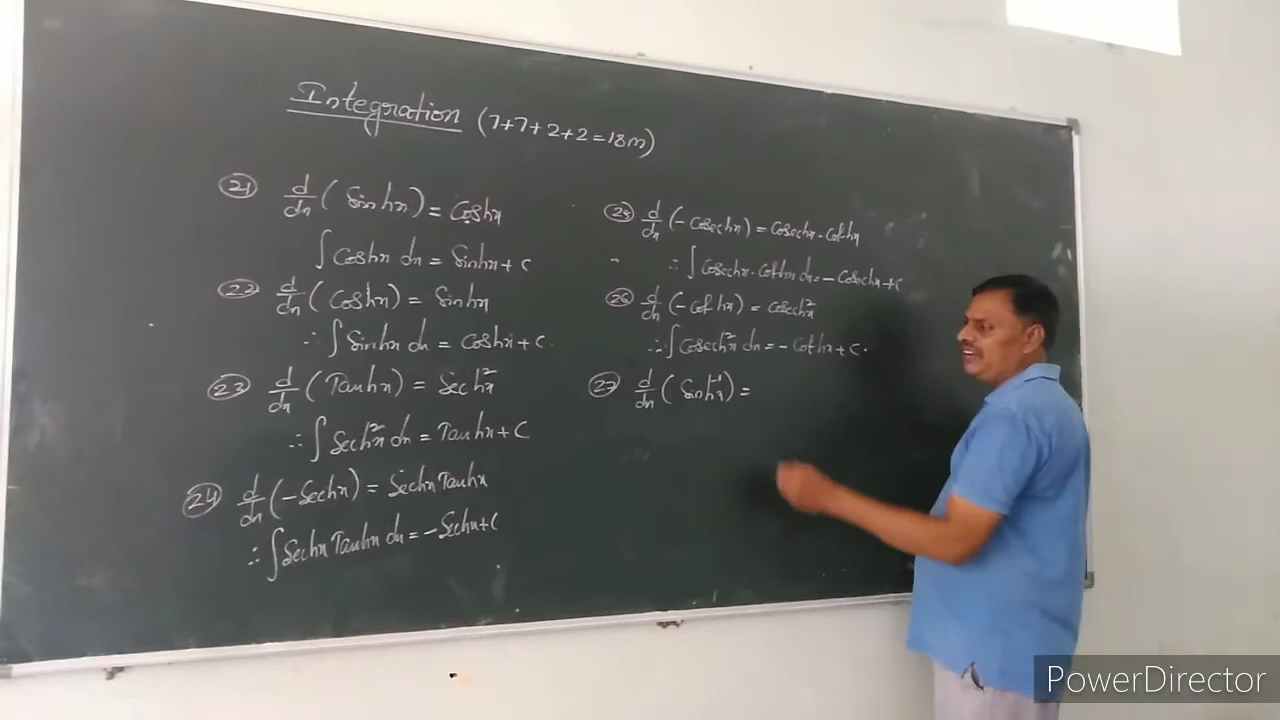 Integration (7+7+2+2=18m)
(21) d/dx (Sinhx) = Coshx
∫ Coshx dx = Sinhx + C
(22) d/dx (Coshx) = Sinhx
∴ ∫ Sinhx dx = Coshx + C.
(23) d/dx (Tanhx) = Sech²x
∴ ∫ Sech²x dx = Tanhx + C
(24) d/dx (-Sechx) = Sechx Tanhx
∴ ∫ Sechx Tanhx dx = -Sechx + C
(25) d/dx (-Cosechx) = Cosechx . Cothx
∴ ∫ Cosechx . Cothx dx = -Cosechx + C
(26) d/dx (-Cothx) = Cosech²x
∴ ∫ Cosech²x dx = -Cothx + C.
(27) d/dx (Sinh⁻¹x) =
PowerDirector